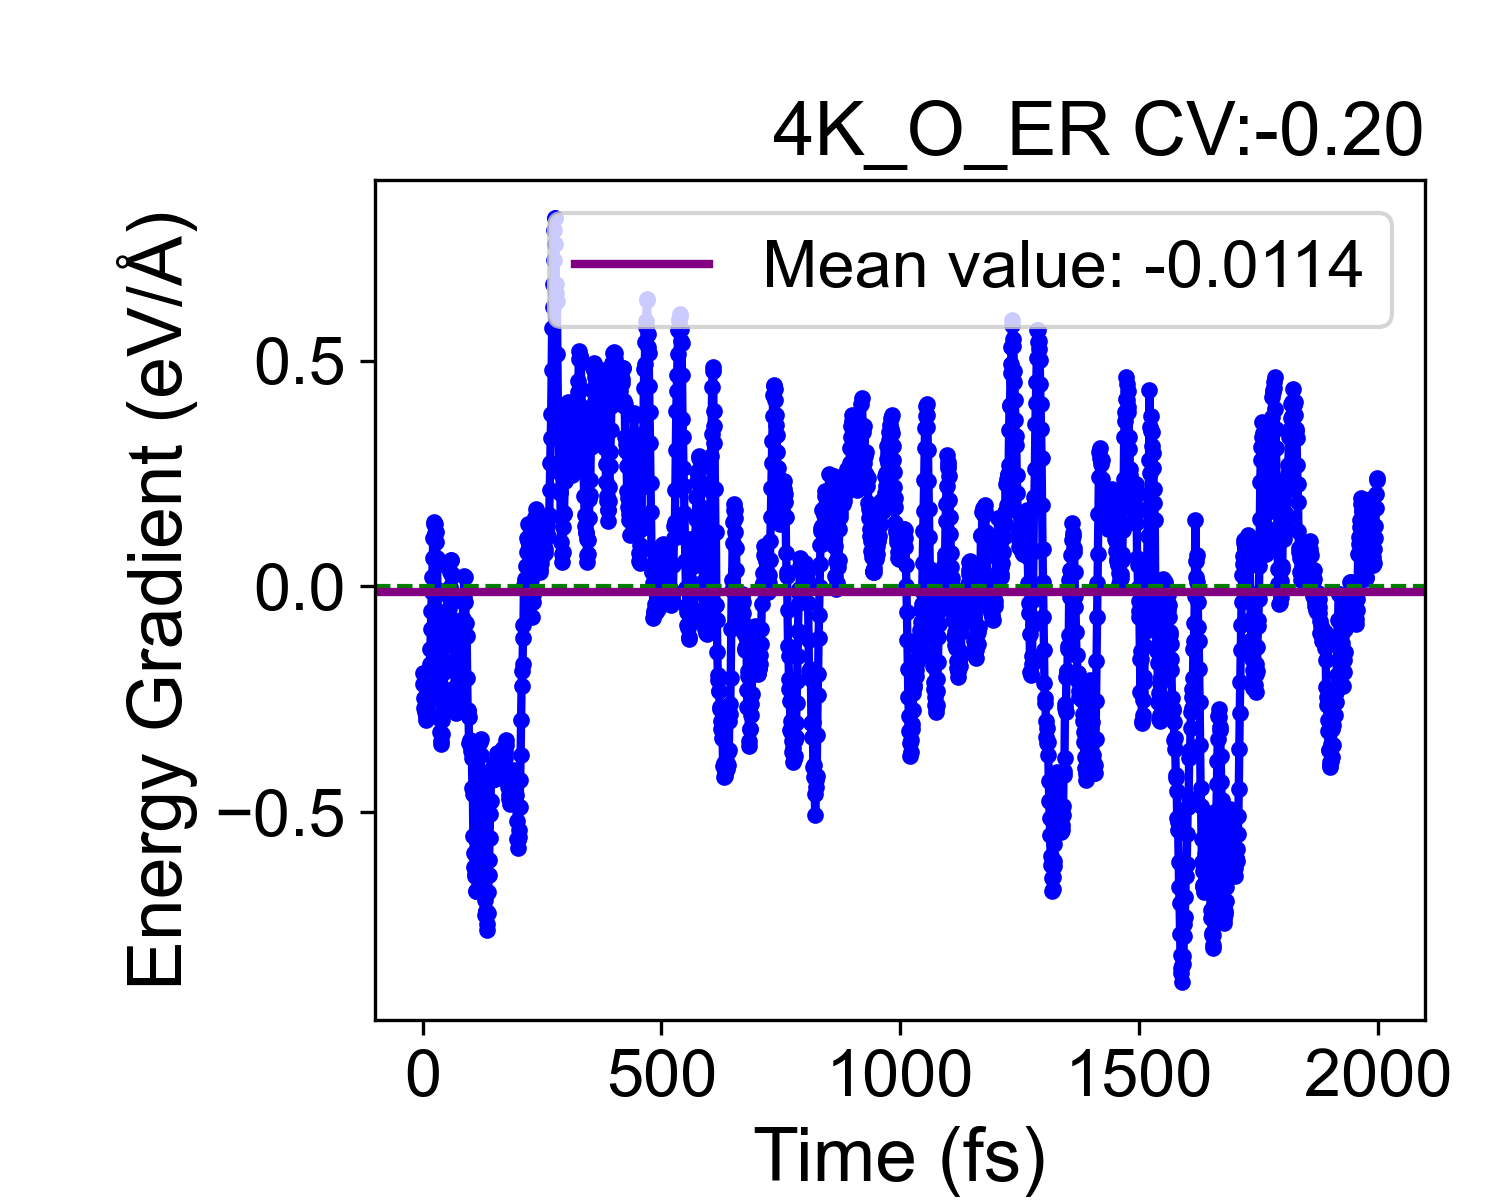 4K_O_ER CV:-0.20
Mean value: -0.0114
Energy Gradient (eV/Å)
0.5
0.0
−0.5
0 500 1000 1500 2000
Time (fs)